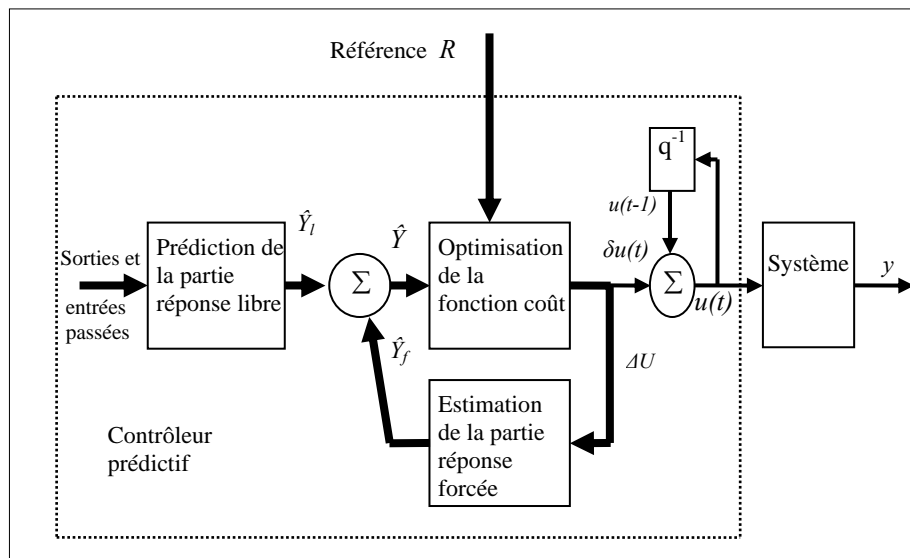 Référence R
q⁻¹
u(t-1)
Ŷₗ
Ŷ
δu(t)
Sorties et
entrées
passées
Prédiction de
la partie
réponse libre
Σ
Optimisation
de la
fonction coût
Σ
u(t)
Système
y
Ŷf
ΔU
Estimation
de la partie
réponse
forcée
Contrôleur
prédictif